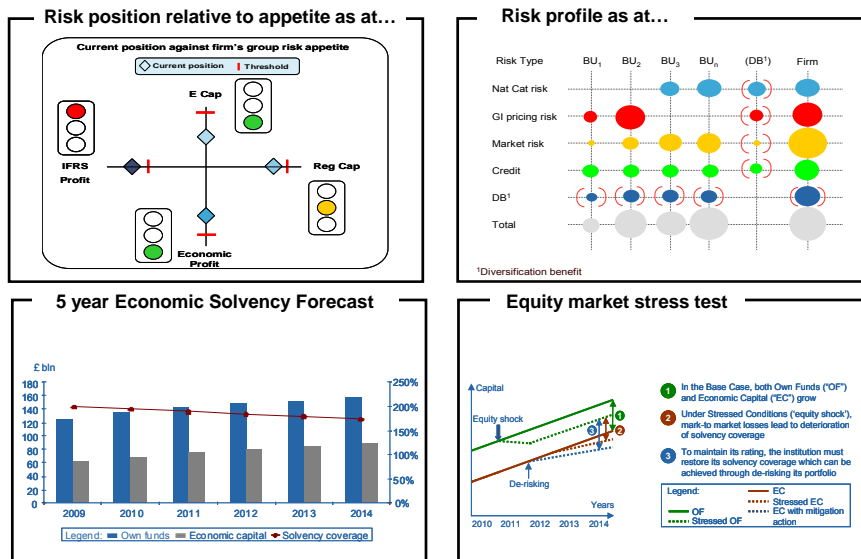 Risk position relative to appetite as at…
Current position against firm's group risk appetite
Current position Threshold
E Cap
IFRS
Profit
Reg Cap
Economic
Profit
Risk profile as at…
Risk Type BU1 BU2 BU3 BUn (DB¹) Firm
Nat Cat risk
GI pricing risk
Market risk
Credit
DB¹
Total
¹Diversification benefit
5 year Economic Solvency Forecast
£ bln
180
160
140
120
100
80
60
40
20
0
250%
200%
150%
100%
50%
0%
2009 2010 2011 2012 2013 2014
Legend: Own funds Economic capital Solvency coverage
Equity market stress test
Capital
Equity shock
De-risking
1
2
3
Years
2010 2011 2012 2013 2014
1 In the Base Case, both Own Funds ("OF")
and Economic Capital ("EC") grow
2 Under Stressed Conditions ('equity shock'),
mark-to market losses lead to deterioration
of solvency coverage
3 To maintain its rating, the institution must
restore its solvency coverage which can be
achieved through de-risking its portfolio
Legend: EC
Stressed EC
OF EC with mitigation
Stressed OF action